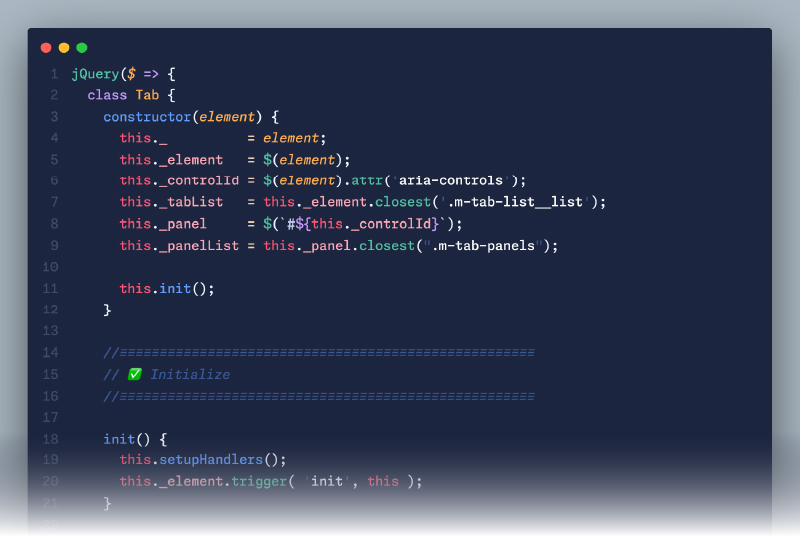 1 jQuery($ => {
2   class Tab {
3     constructor(element) {
4       this._          = element;
5       this._element   = $(element);
6       this._controlId = $(element).attr('aria-controls');
7       this._tabList   = this._element.closest('.m-tab-list__list');
8       this._panel     = $(`#${this._controlId}`);
9       this._panelList = this._panel.closest(".m-tab-panels");
10
11       this.init();
12     }
13
14     //====================================================
15     // ✅ Initialize
16     //====================================================
17
18     init() {
19       this.setupHandlers();
20       this._element.trigger( 'init', this );
21     }
22